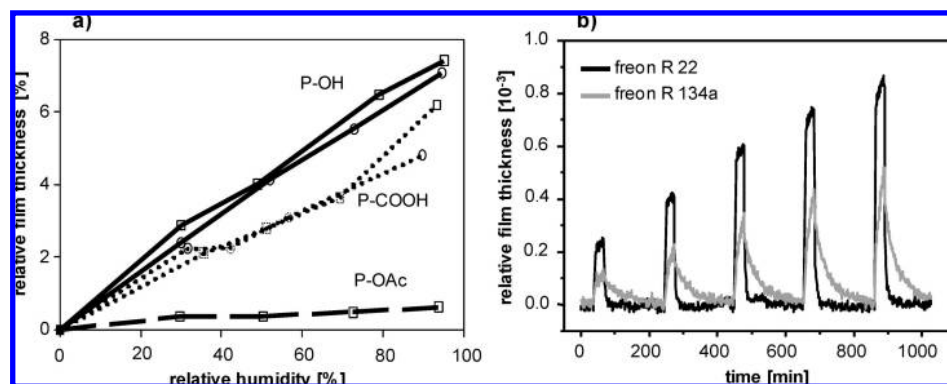 a)
relative film thickness [%]
8
6
4
2
0
P-OH
P-COOH
P-OAc
0 20 40 60 80 100
relative humidity [%]
b)
relative film thickness [10-3]
1.0
0.8
0.6
0.4
0.2
0.0
freon R 22
freon R 134a
0 200 400 600 800 1000
time [min]